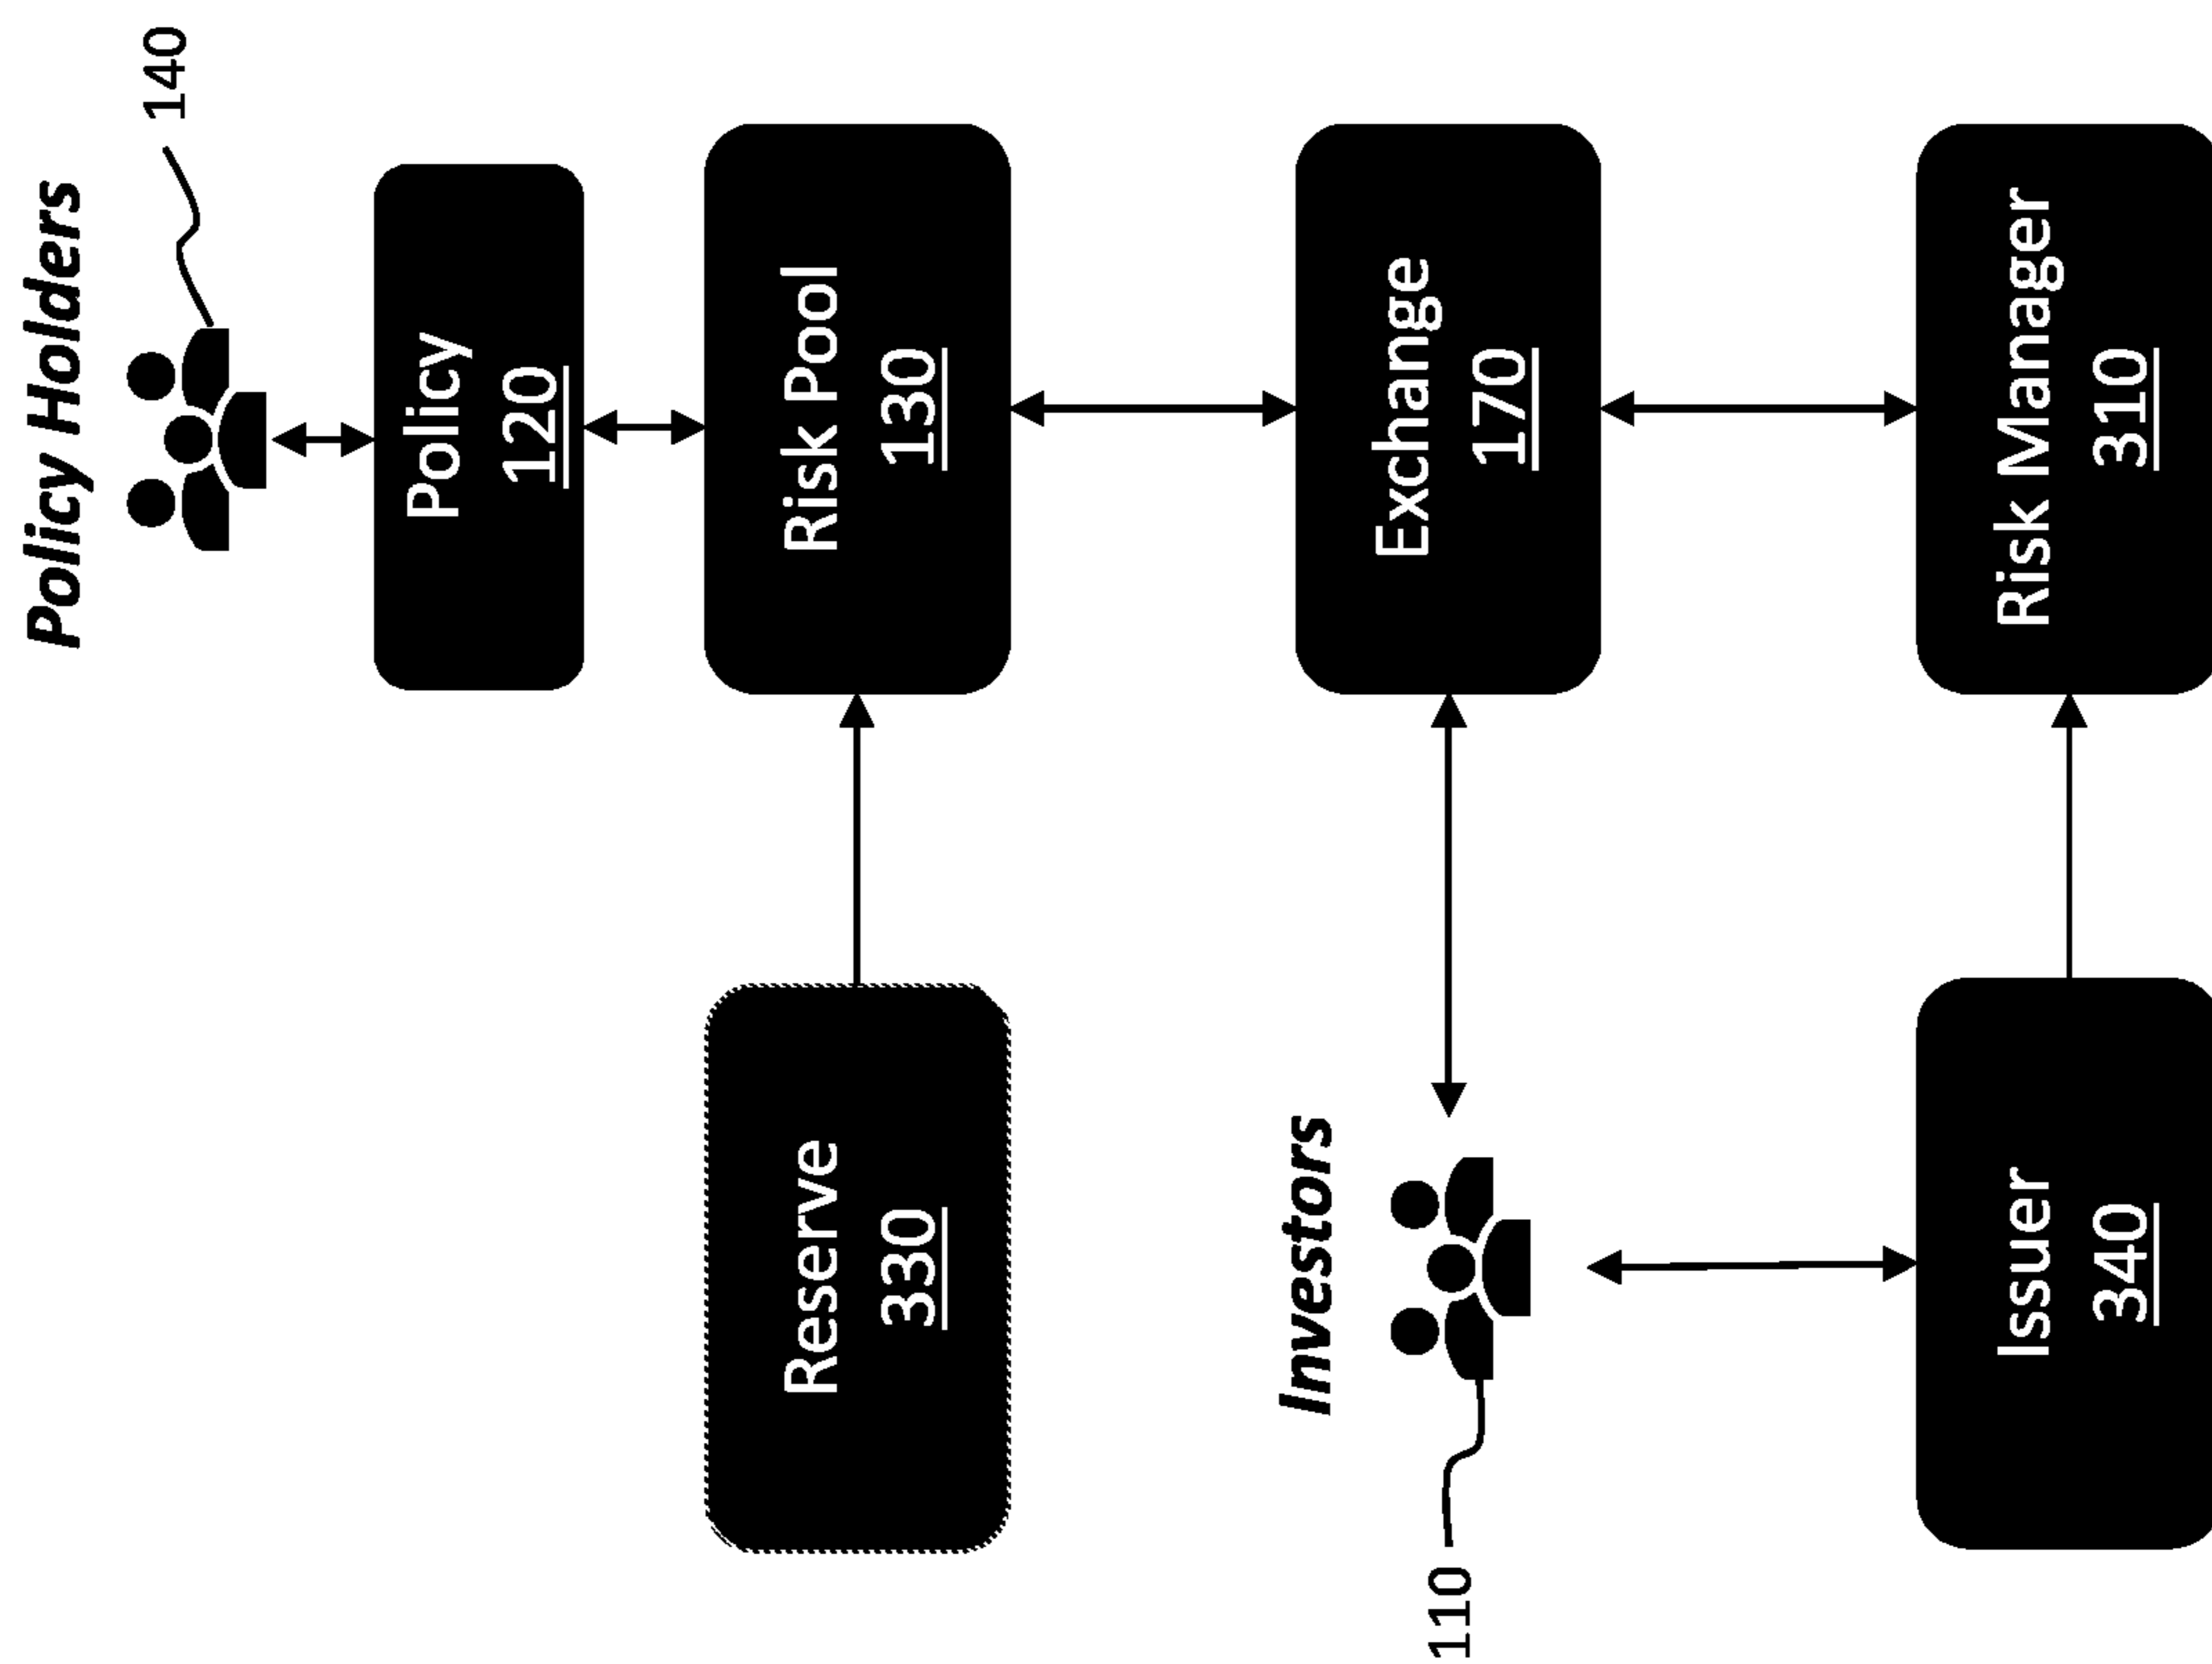 Policy Holders
140
Policy
120
Risk Pool
130
Reserve
330
Exchange
170
Investors
110
Risk Manager
310
Issuer
340